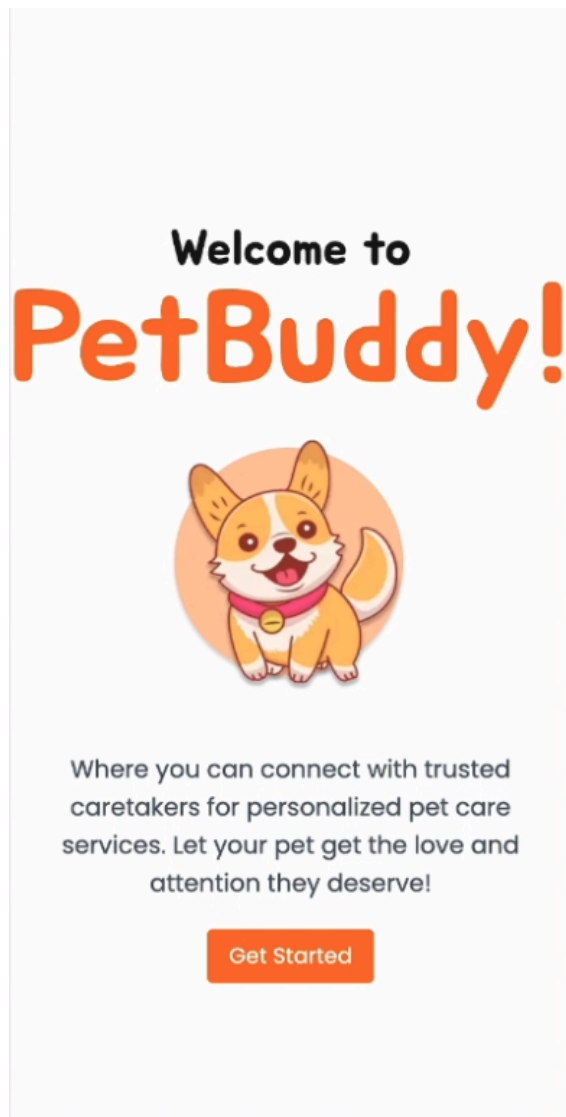 Welcome to
PetBuddy!
Where you can connect with trusted
caretakers for personalized pet care
services. Let your pet get the love and
attention they deserve!
Get Started